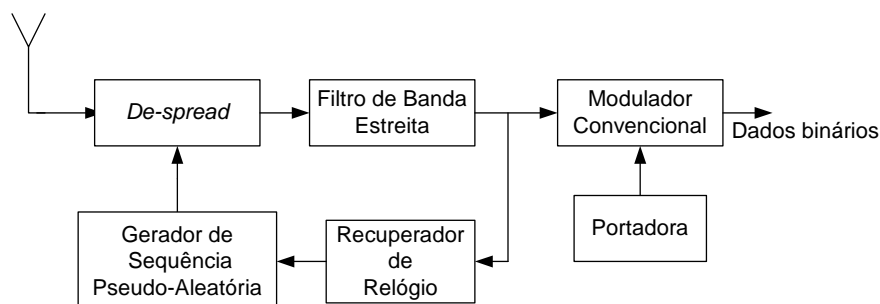 De-spread
Filtro de Banda
Estreita
Modulador
Convencional
Dados binários
Gerador de
Sequência
Pseudo-Aleatória
Recuperador
de
Relógio
Portadora